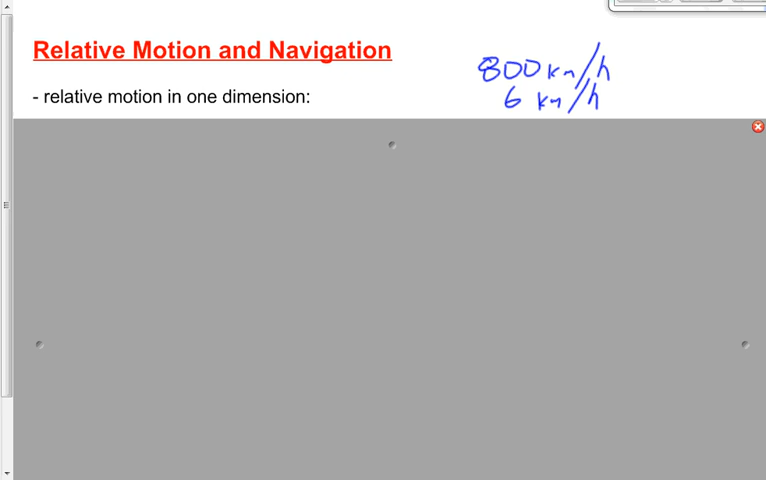 Relative Motion and Navigation
800 km/h
- relative motion in one dimension:
6 km/h